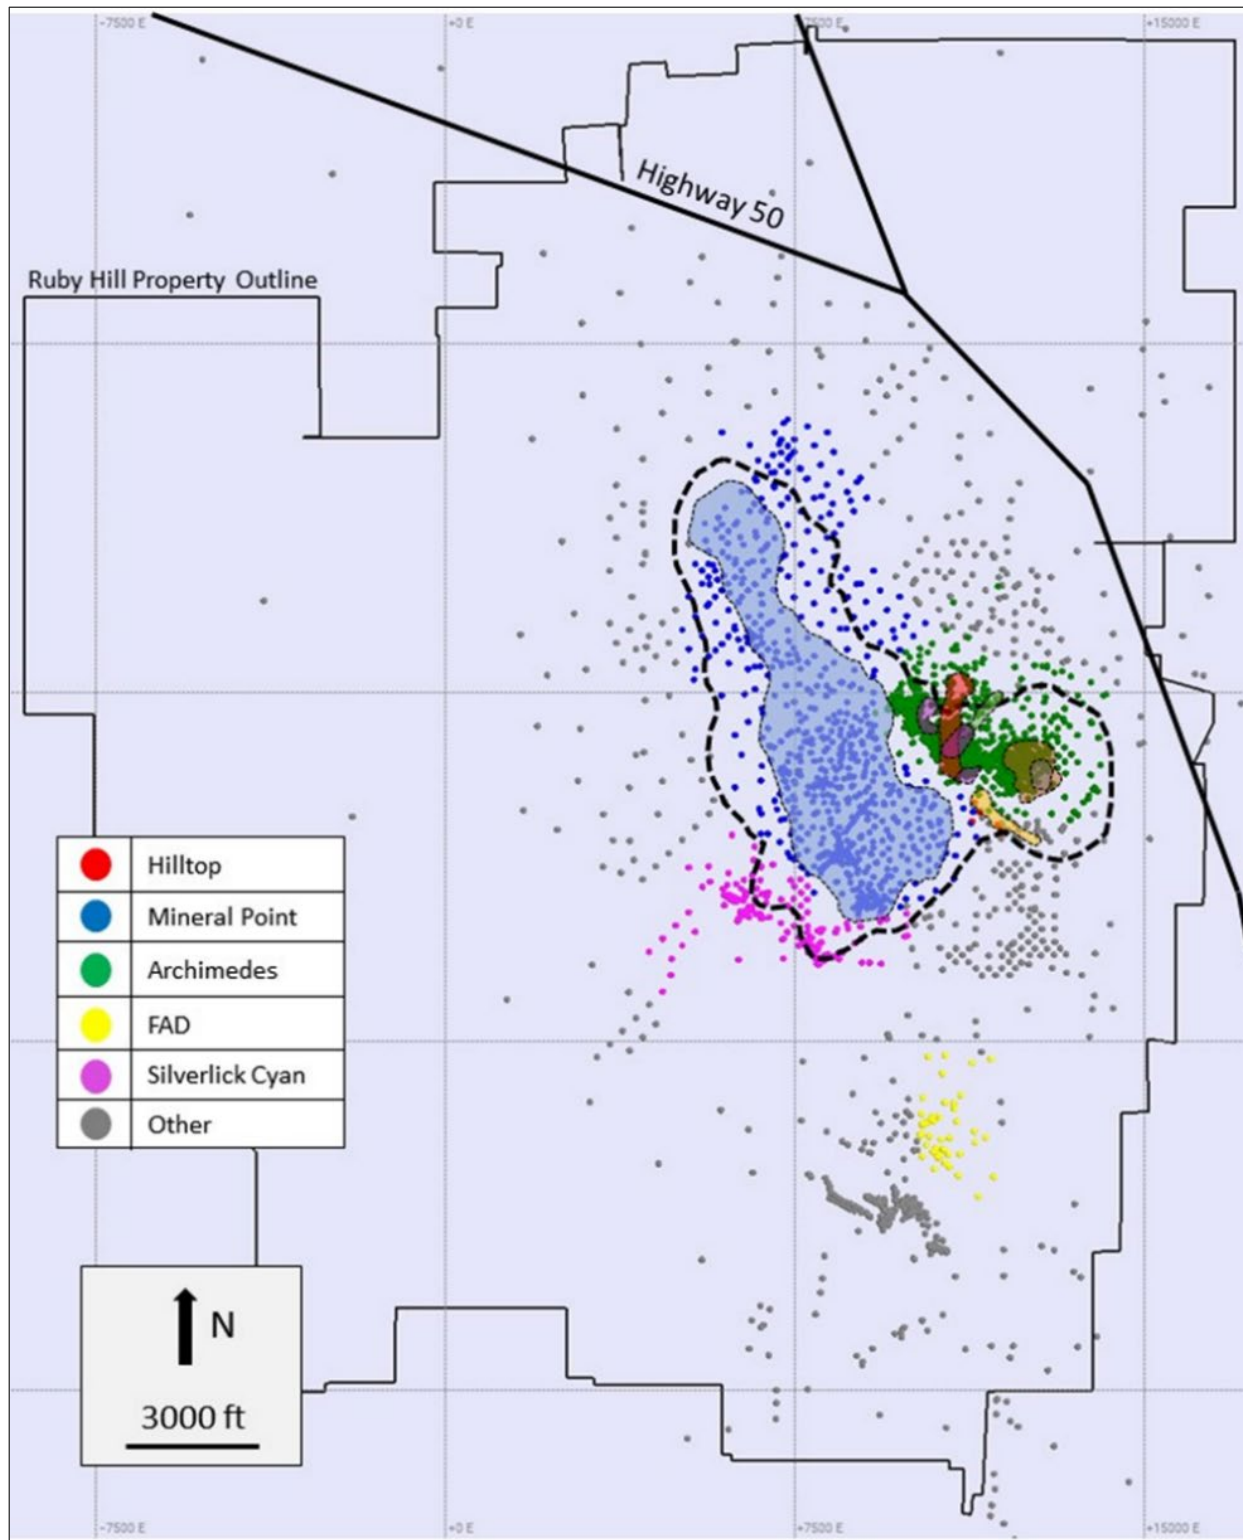 -7500 E
+0 E
+7500 E
+15000 E
Highway 50
Ruby Hill Property Outline
Hilltop
Mineral Point
Archimedes
FAD
Silverlick Cyan
Other
N
3000 ft
-7500 E
+0 E
+7500 E
+15000 E